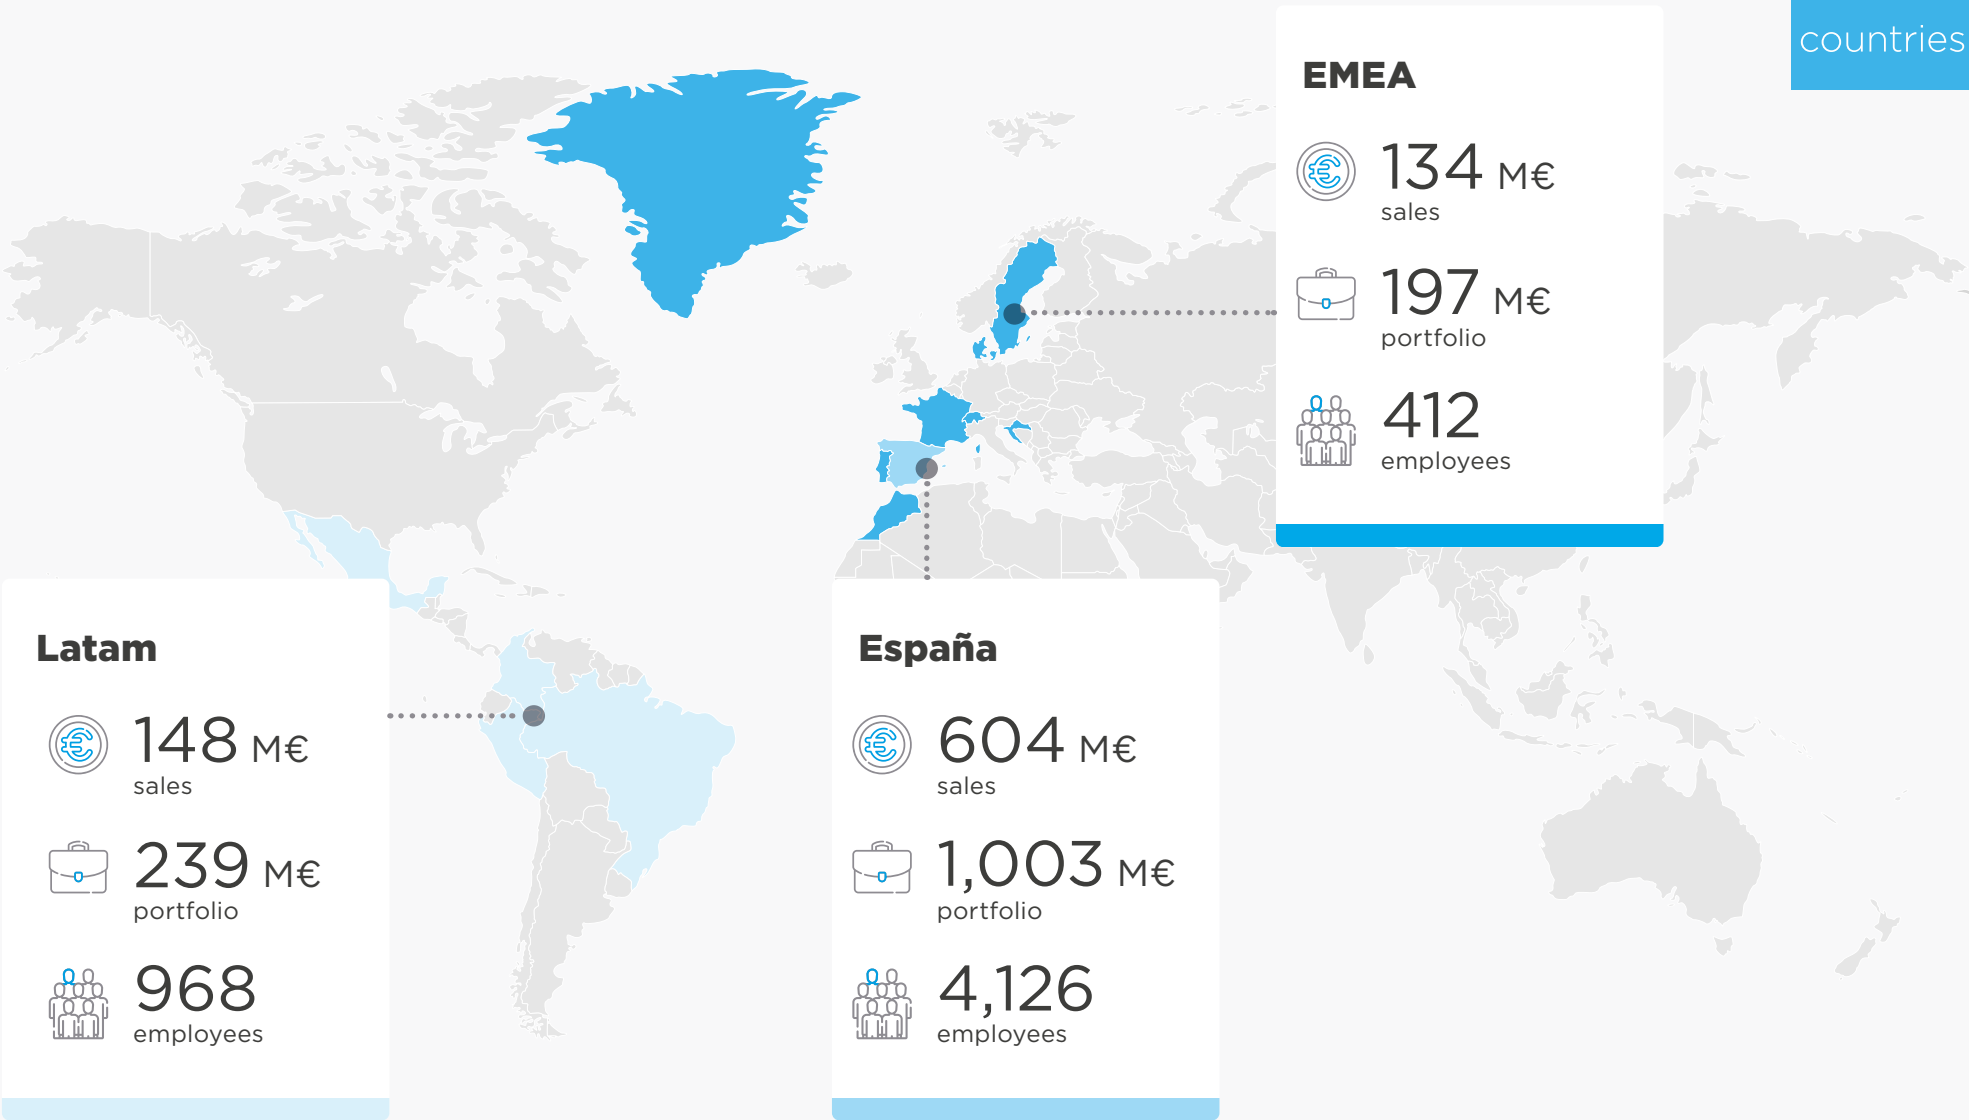 countries
EMEA
134 M€
sales
197 M€
portfolio
412
employees
Latam
148 M€
sales
239 M€
portfolio
968
employees
España
604 M€
sales
1,003 M€
portfolio
4,126
employees